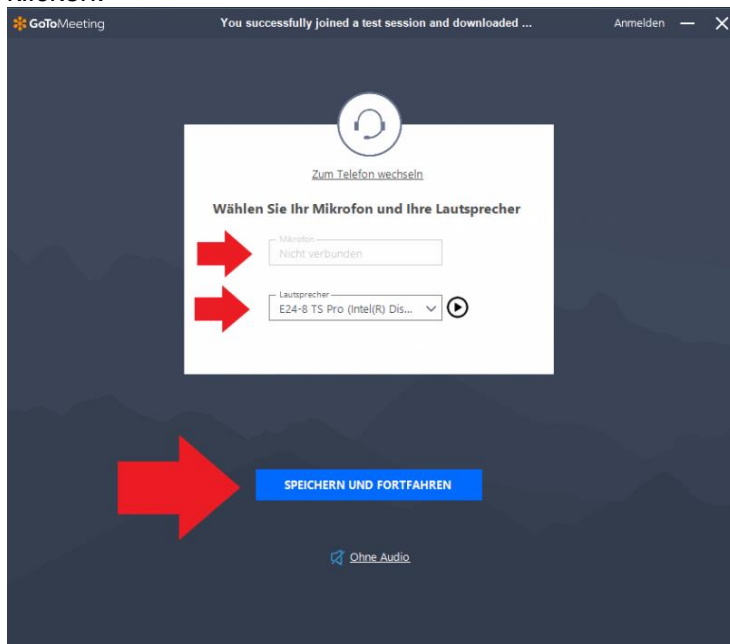 klicken.
GoToMeeting You successfully joined a test session and downloaded ... Anmelden
Zum Telefon wechseln
Wählen Sie Ihr Mikrofon und Ihre Lautsprecher
Mikrofon
Nicht verbunden
Lautsprecher
E24-8 TS Pro (Intel(R) Dis...
SPEICHERN UND FORTFAHREN
Ohne Audio